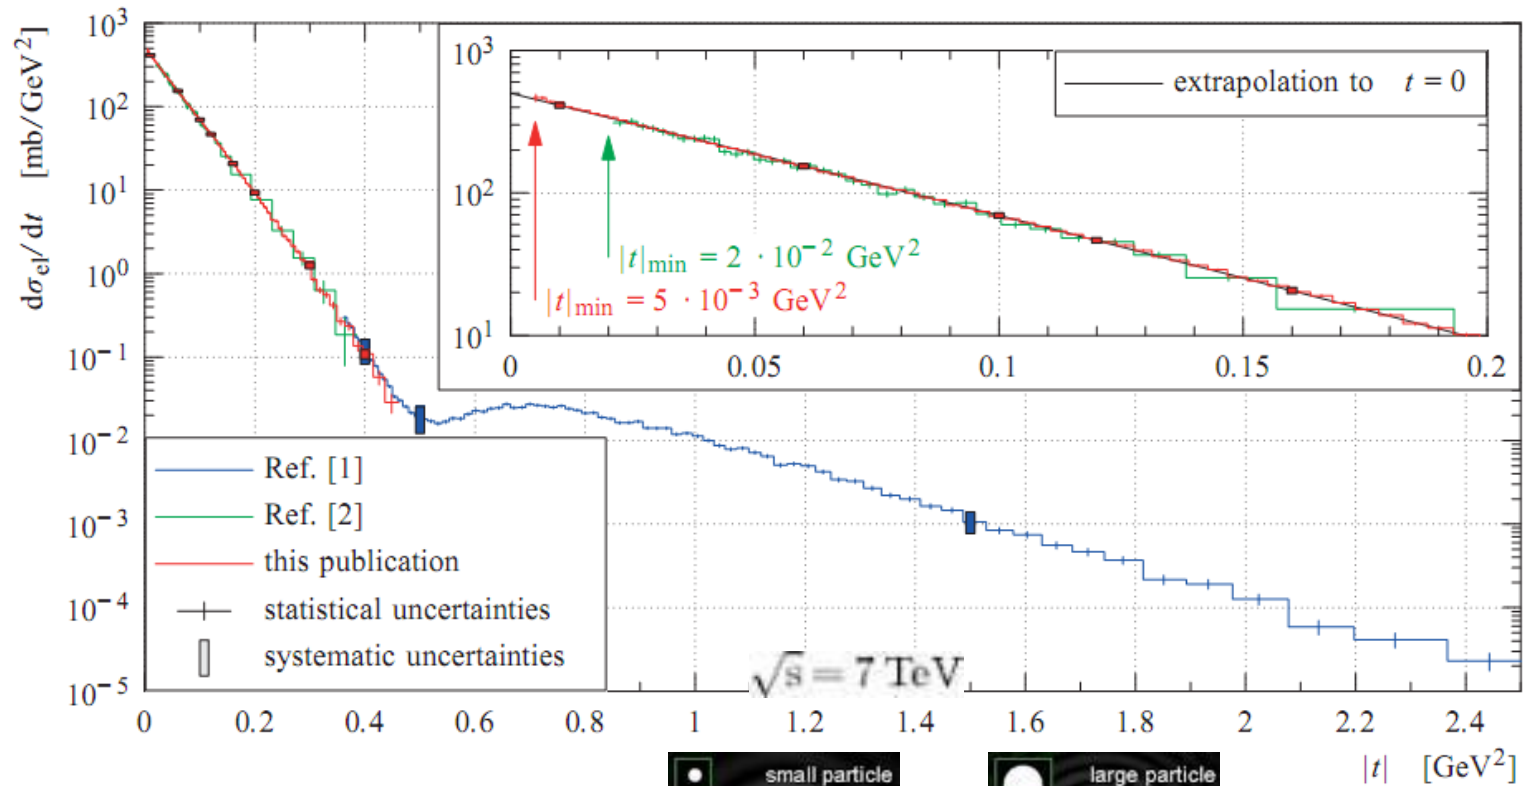 dσel/dt [mb/GeV²]
10³
10²
10¹
10⁰
10⁻¹
10⁻²
10⁻³
10⁻⁴
10⁻⁵
10³
10²
10¹
extrapolation to t = 0
|t|min = 2 · 10⁻² GeV²
|t|min = 5 · 10⁻³ GeV²
0 0.05 0.1 0.15 0.2
Ref. [1]
Ref. [2]
this publication
statistical uncertainties
systematic uncertainties
√s = 7 TeV
0 0.2 0.4 0.6 0.8 1 1.2 1.4 1.6 1.8 2 2.2 2.4
|t| [GeV²]
small particle large particle